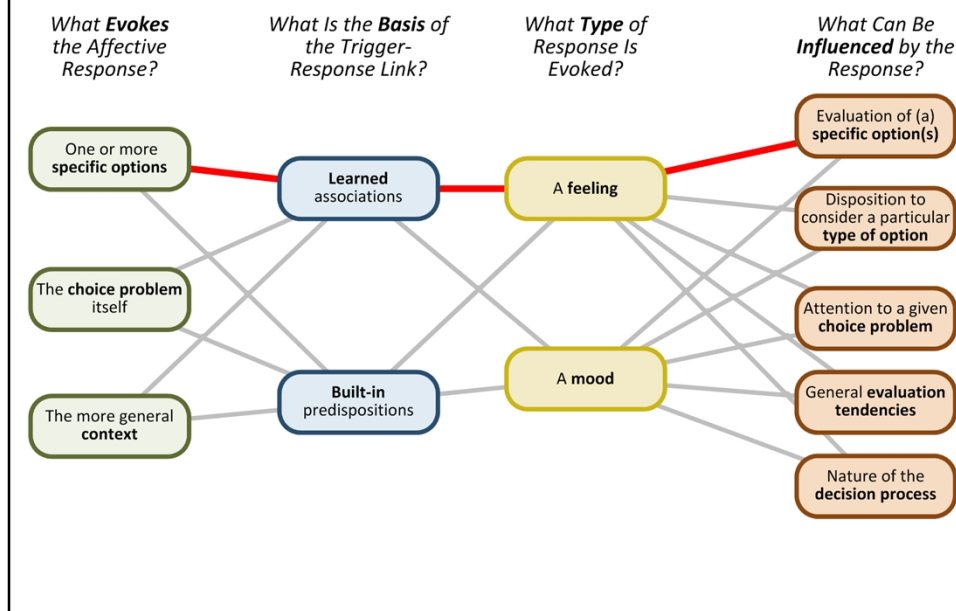 What Evokes
the Affective
Response?
What Is the Basis of
the Trigger-
Response Link?
What Type of
Response Is
Evoked?
What Can Be
Influenced by the
Response?
One or more
specific options
The choice problem
itself
The more general
context
Learned
associations
Built-in
predispositions
A feeling
A mood
Evaluation of (a)
specific option(s)
Disposition to
consider a particular
type of option
Attention to a given
choice problem
General evaluation
tendencies
Nature of the
decision process